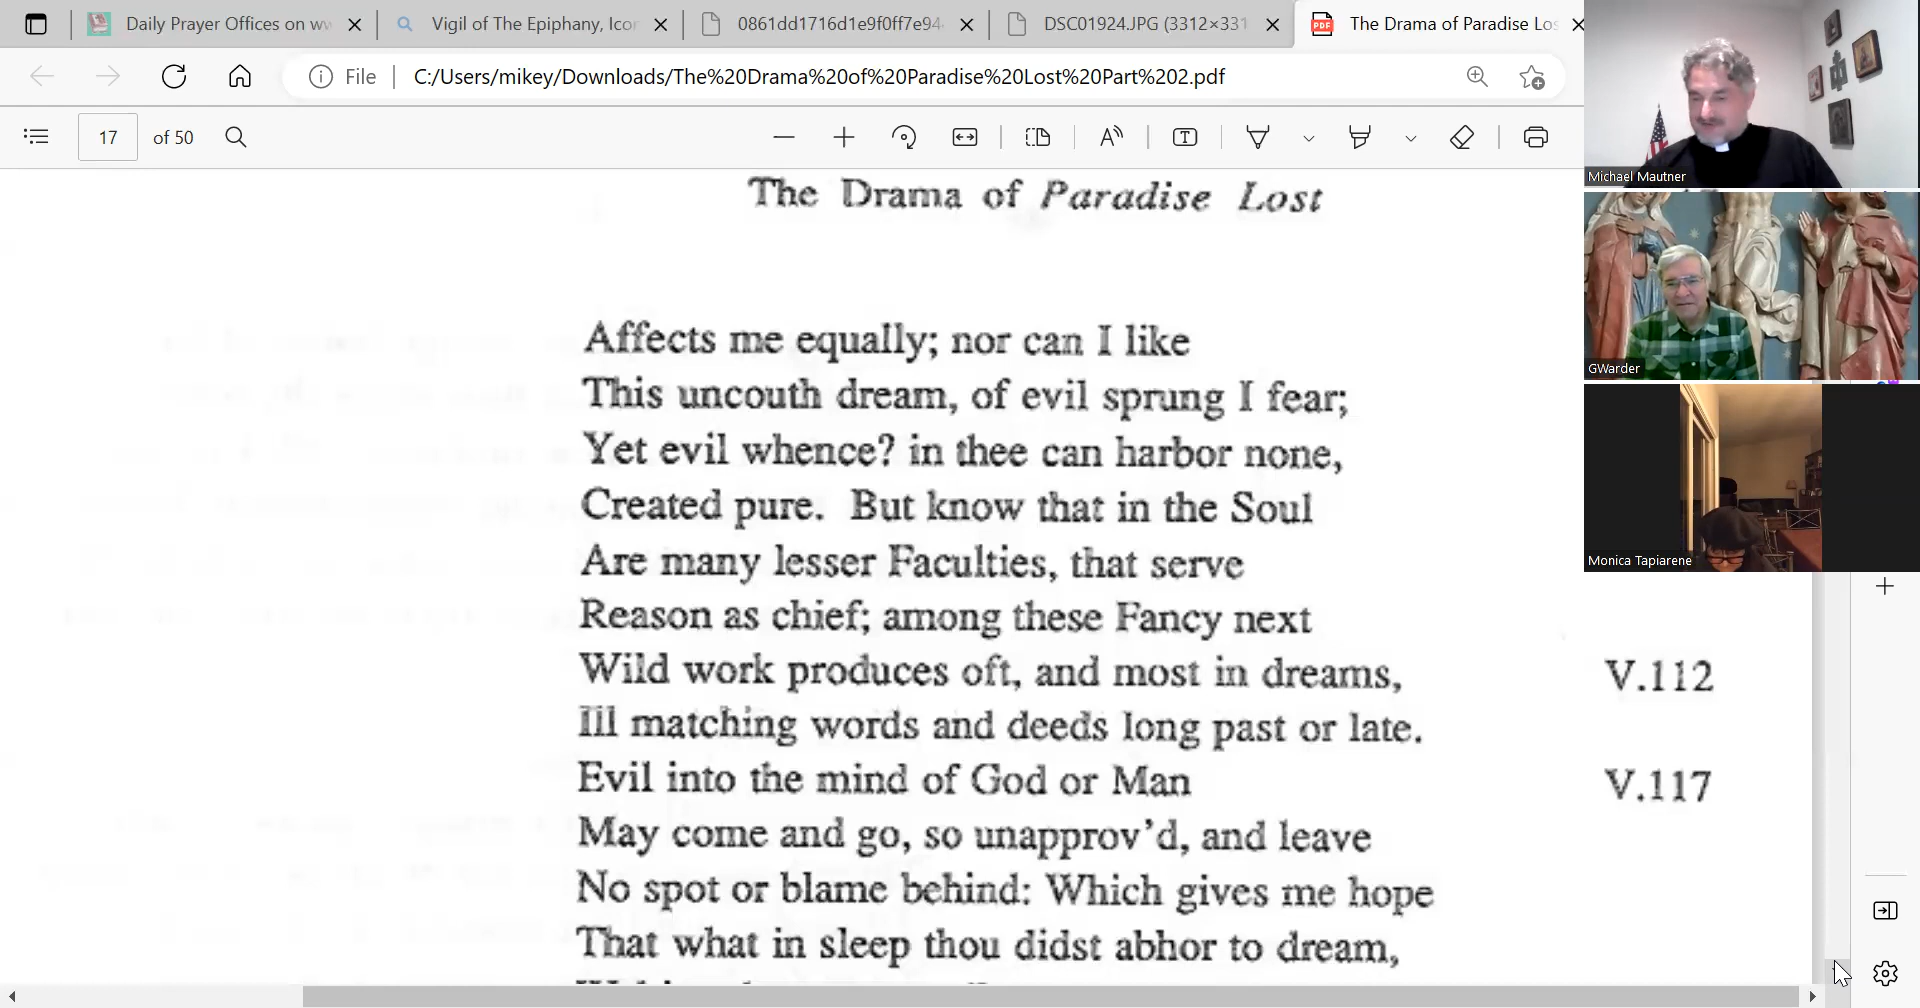 Daily Prayer Offices on ww
Vigil of The Epiphany, Icor
0861dd1716d1e9f0ff7e94
DSC01924.JPG (3312×331
PDF
The Drama of Paradise Los
File
C:/Users/mikey/Downloads/The%20Drama%20of%20Paradise%20Lost%20Part%202.pdf
17
of 50
The Drama of Paradise Lost
Affects me equally; nor can I like
This uncouth dream, of evil sprung I fear;
Yet evil whence? in thee can harbor none,
Created pure. But know that in the Soul
Are many lesser Faculties, that serve
Reason as chief; among these Fancy next
Wild work produces oft, and most in dreams,
V.112
Ill matching words and deeds long past or late.
Evil into the mind of God or Man
V.117
May come and go, so unapprov'd, and leave
No spot or blame behind: Which gives me hope
That what in sleep thou didst abhor to dream,
Michael Mautner
GWarder
Monica Tapiarene